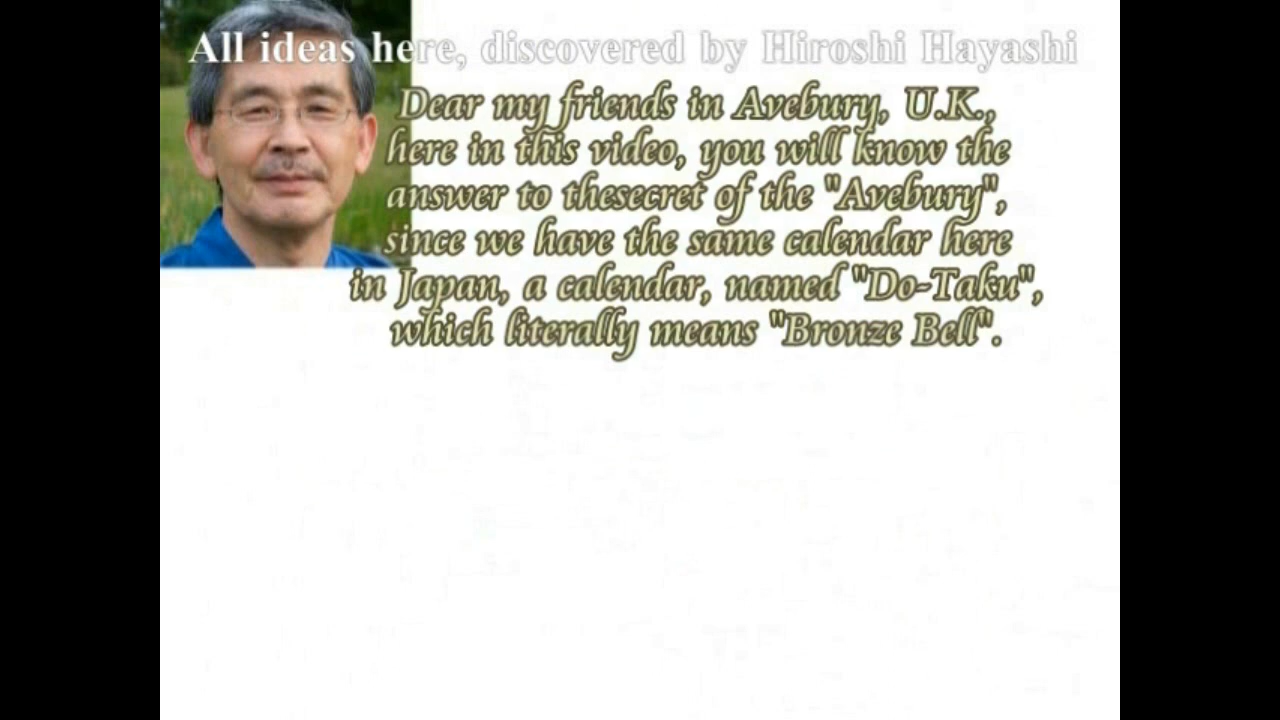 All ideas here, discovered by Hiroshi Hayashi
Dear my friends in Avebury, U.K.,
here in this video, you will know the
answer to thesecret of the "Avebury",
since we have the same calendar here
in Japan, a calendar, named "Do-Taku",
which literally means "Bronze Bell".